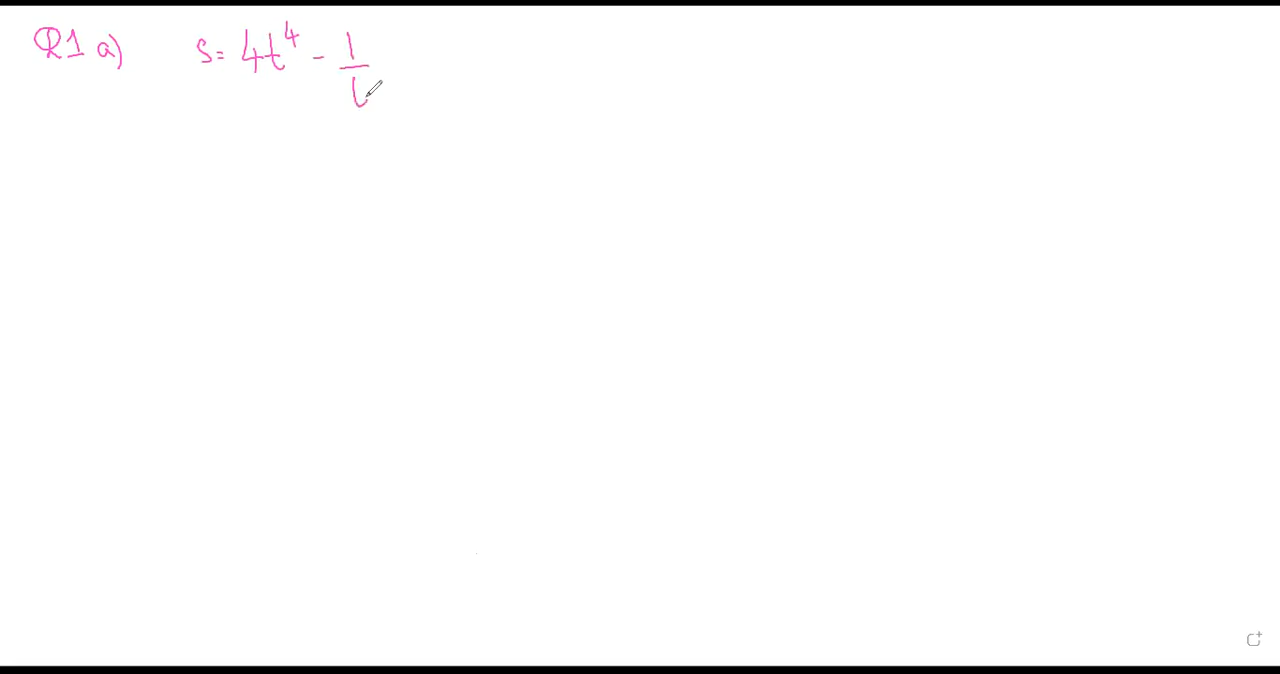 Q1 a) s = 4t⁴ - 1/